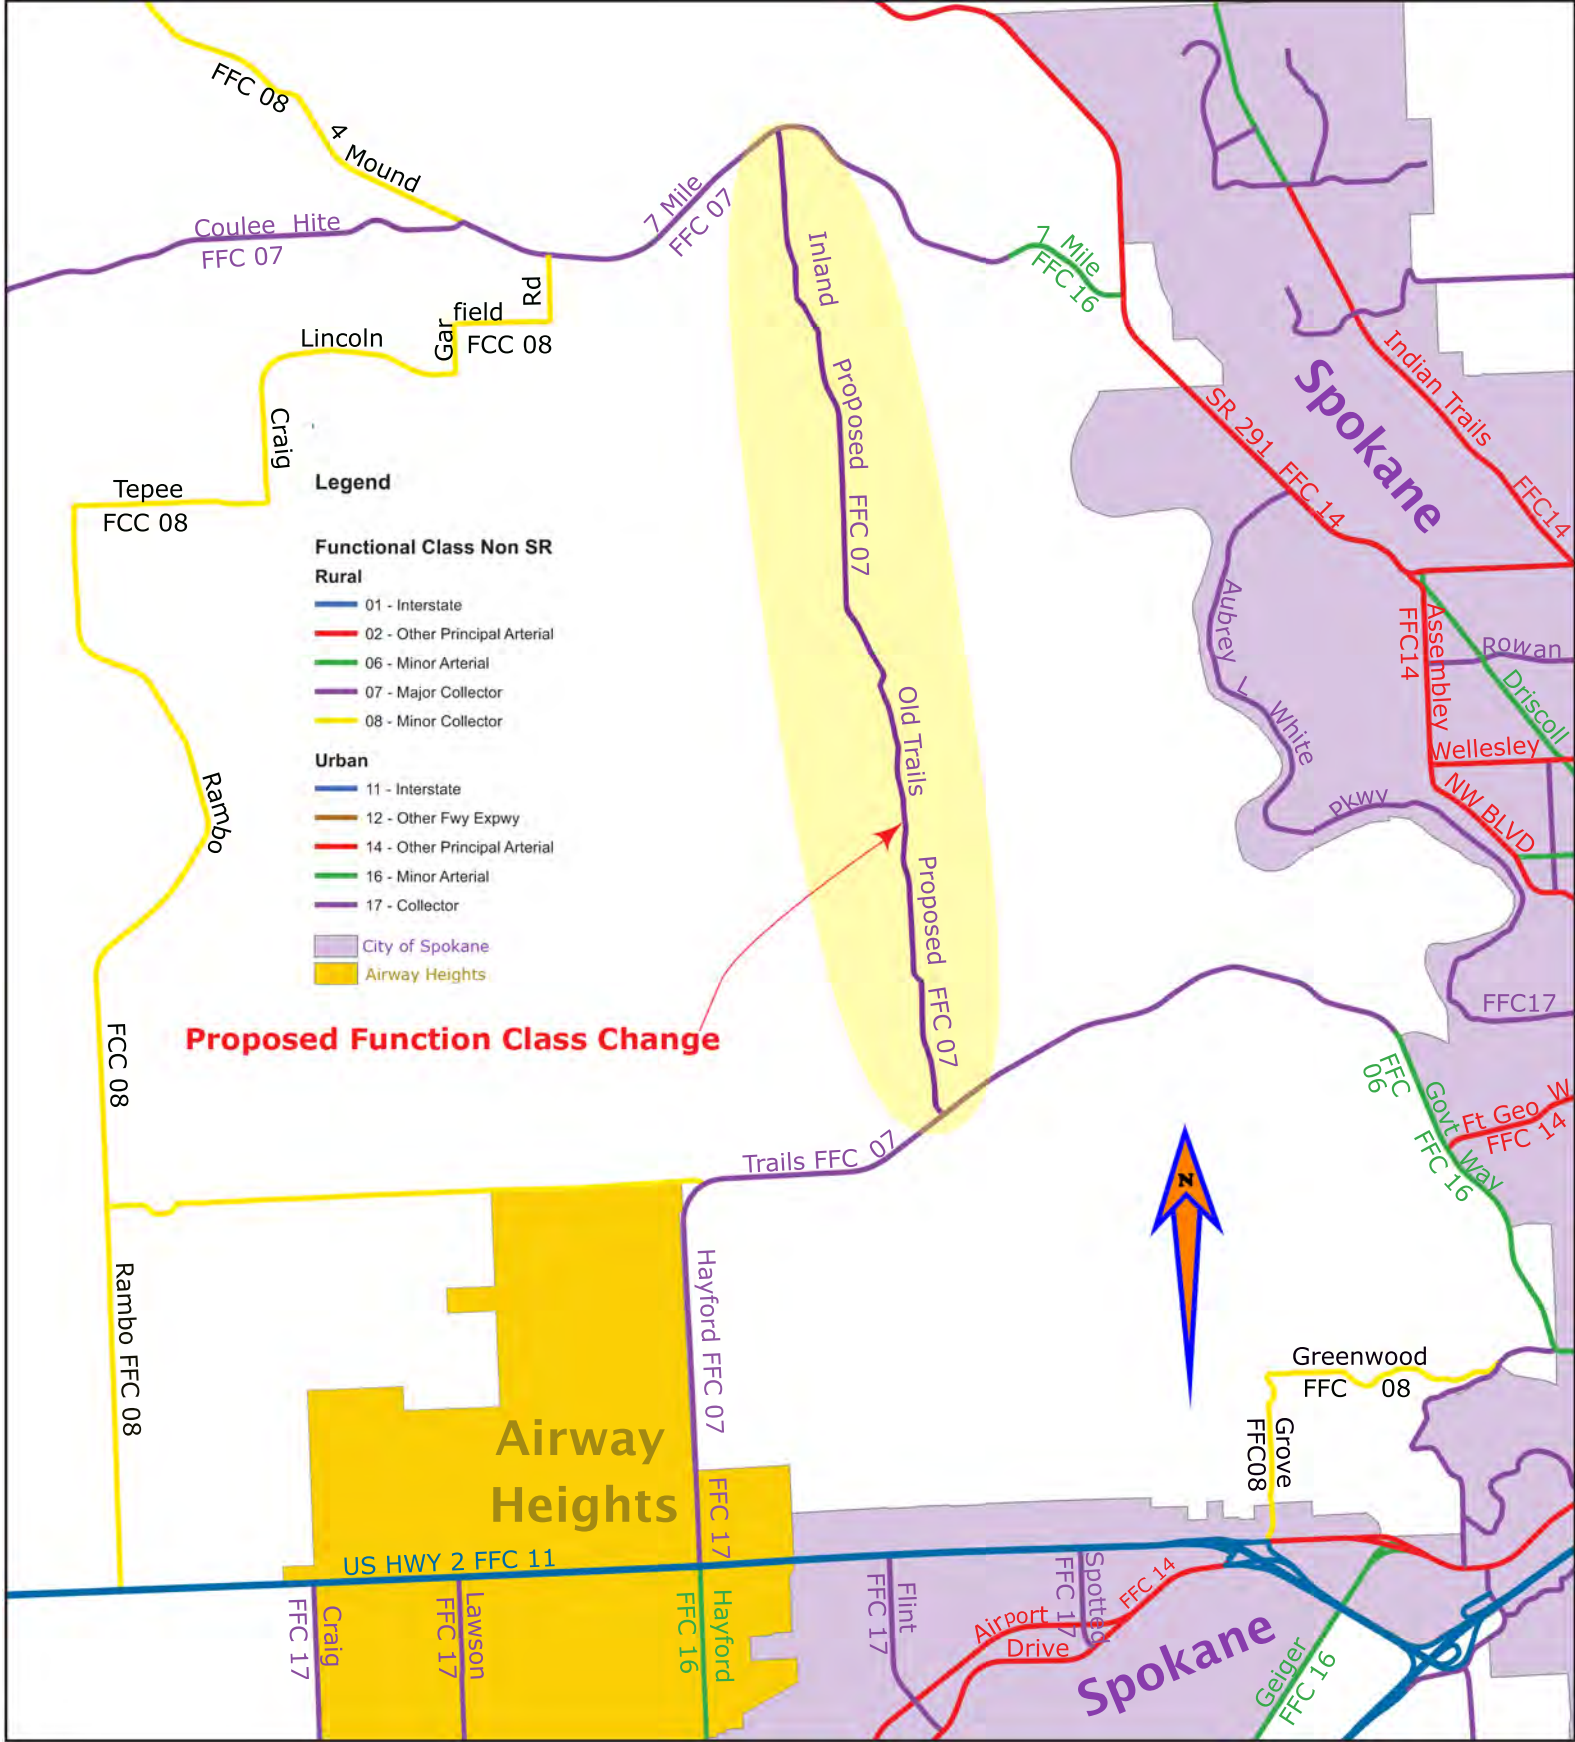 FFC 08
4 Mound
Coulee Hite
FFC 07
7 Mile
FFC 07
7 Mile
FFC 16
Inland
Proposed FFC 07
Rd
Gar field
FCC 08
Lincoln
Craig
Tepee
FCC 08
Rambo
FCC 08
Rambo FFC 08
Legend
Functional Class Non SR
Rural
01 - Interstate
02 - Other Principal Arterial
06 - Minor Arterial
07 - Major Collector
08 - Minor Collector
Urban
11 - Interstate
12 - Other Fwy Expwy
14 - Other Principal Arterial
16 - Minor Arterial
17 - Collector
City of Spokane
Airway Heights
Proposed Function Class Change
Old Trails
Proposed FFC 07
Spokane
SR 291 FFC 14
Indian Trails
FFC14
Aubrey L White
Pkwy
Assembley
FFC14
Rowan
Driscoll
Wellesley
NW BLVD
FFC17
FFC
06
Govt Way
FFC 16
Ft Geo W
FFC 14
Trails FFC 07
N
Hayford FFC 07
FFC 17
Airway
Heights
US HWY 2 FFC 11
Craig
FFC 17
Lawson
FFC 17
Hayford
FFC 16
Flint
FFC 17
Spotted
FFC 17
FFC 14
Airport
Drive
Spokane
Geiger
FFC 16
Greenwood
FFC 08
Grove
FFC08